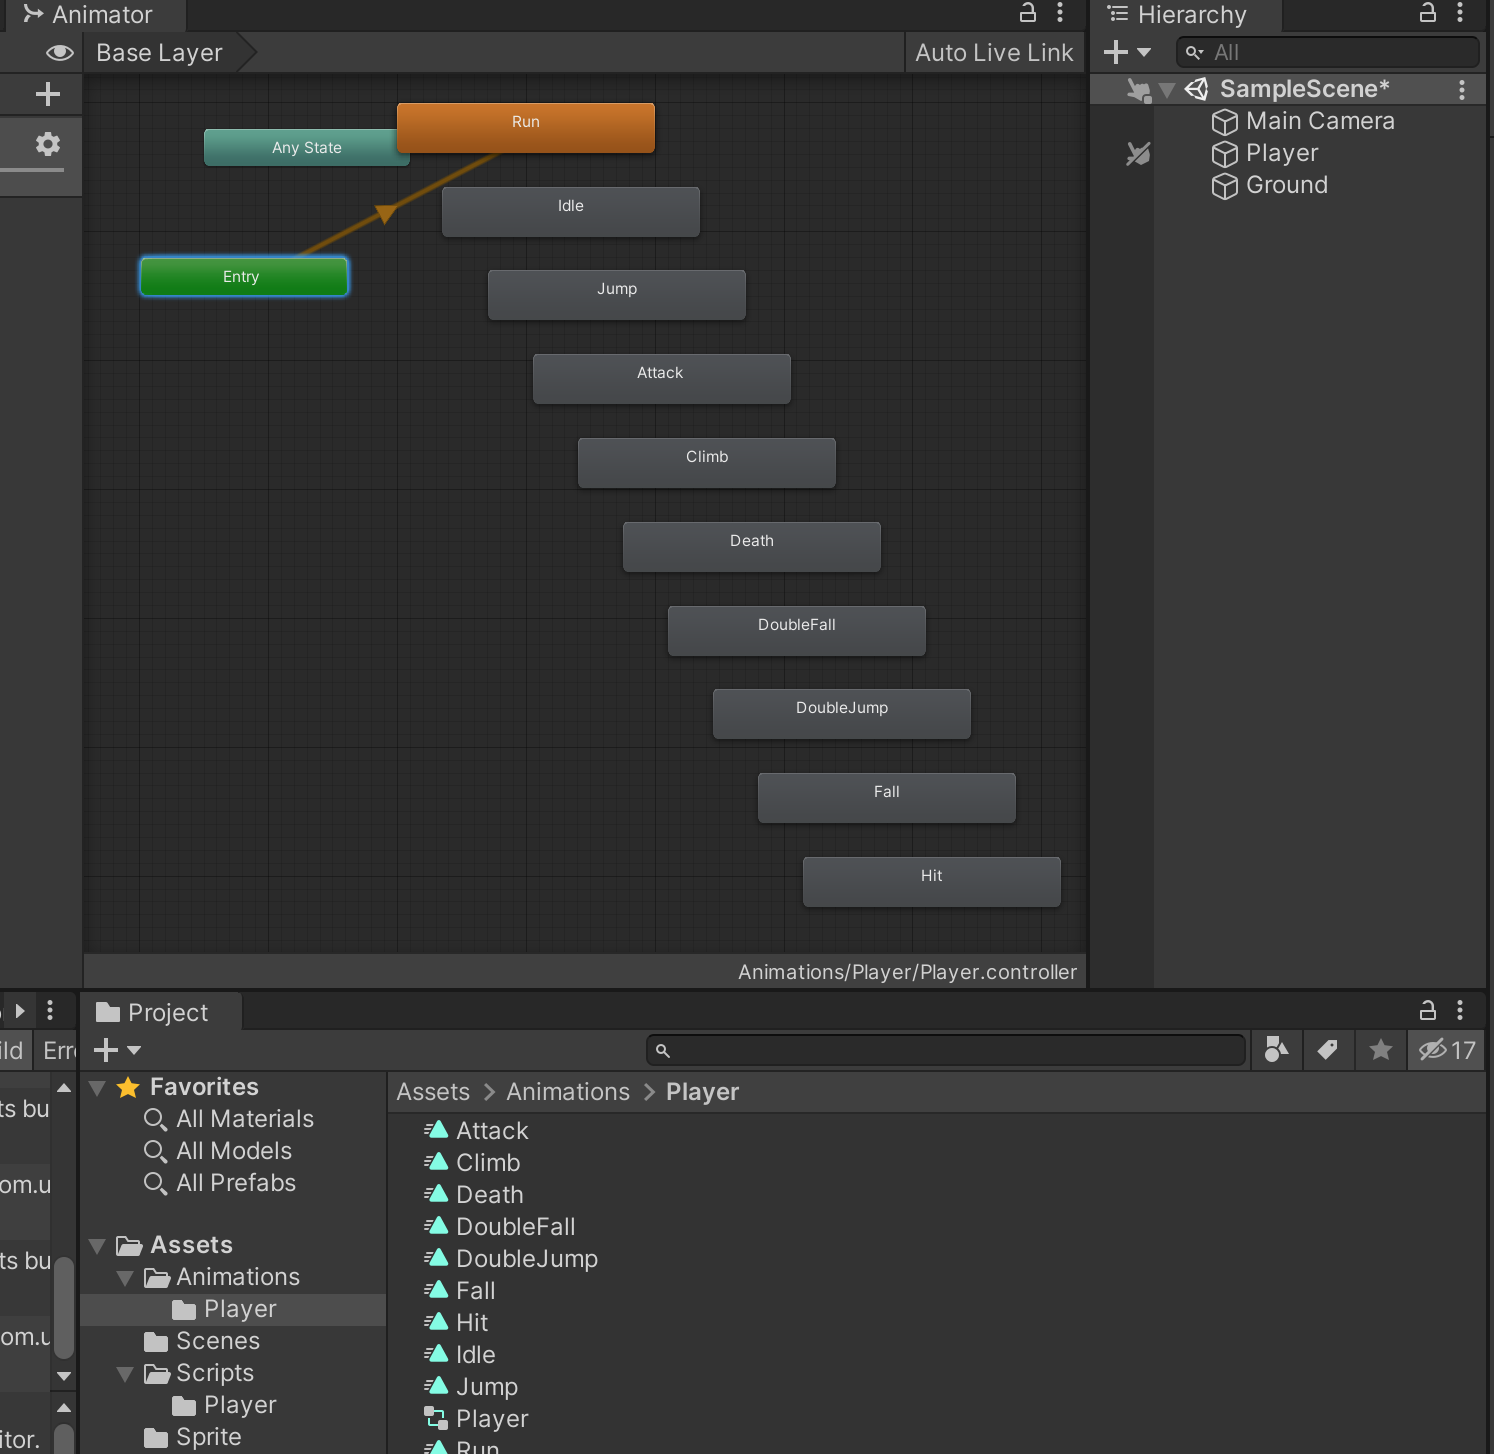 Animator
Hierarchy
Base Layer
Auto Live Link
All
SampleScene*
Main Camera
Player
Ground
Run
Any State
Idle
Entry
Jump
Attack
Climb
Death
DoubleFall
DoubleJump
Fall
Hit
Animations/Player/Player.controller
Project
ild
Erro
17
Favorites
All Materials
All Models
All Prefabs
Assets
Animations
Player
Scenes
Scripts
Player
Sprite
Assets > Animations > Player
Attack
Climb
Death
DoubleFall
DoubleJump
Fall
Hit
Idle
Jump
Player
Run
ts bu
om.u
ts bu
om.u
itor.